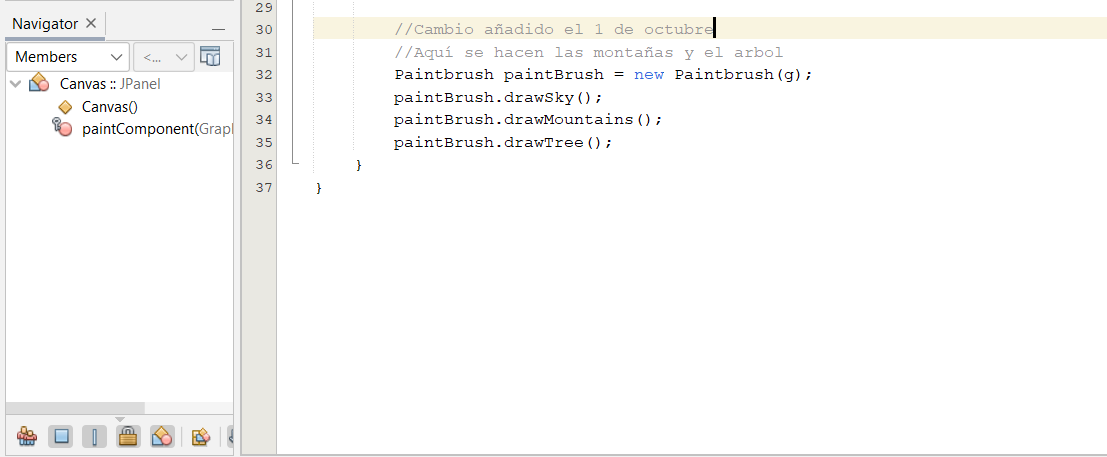 Navigator
Members
<...
Canvas :: JPanel
Canvas()
paintComponent(Grap
29
30 //Cambio añadido el 1 de octubre
31 //Aquí se hacen las montañas y el arbol
32 Paintbrush paintBrush = new Paintbrush(g);
33 paintBrush.drawSky();
34 paintBrush.drawMountains();
35 paintBrush.drawTree();
36 }
37 }